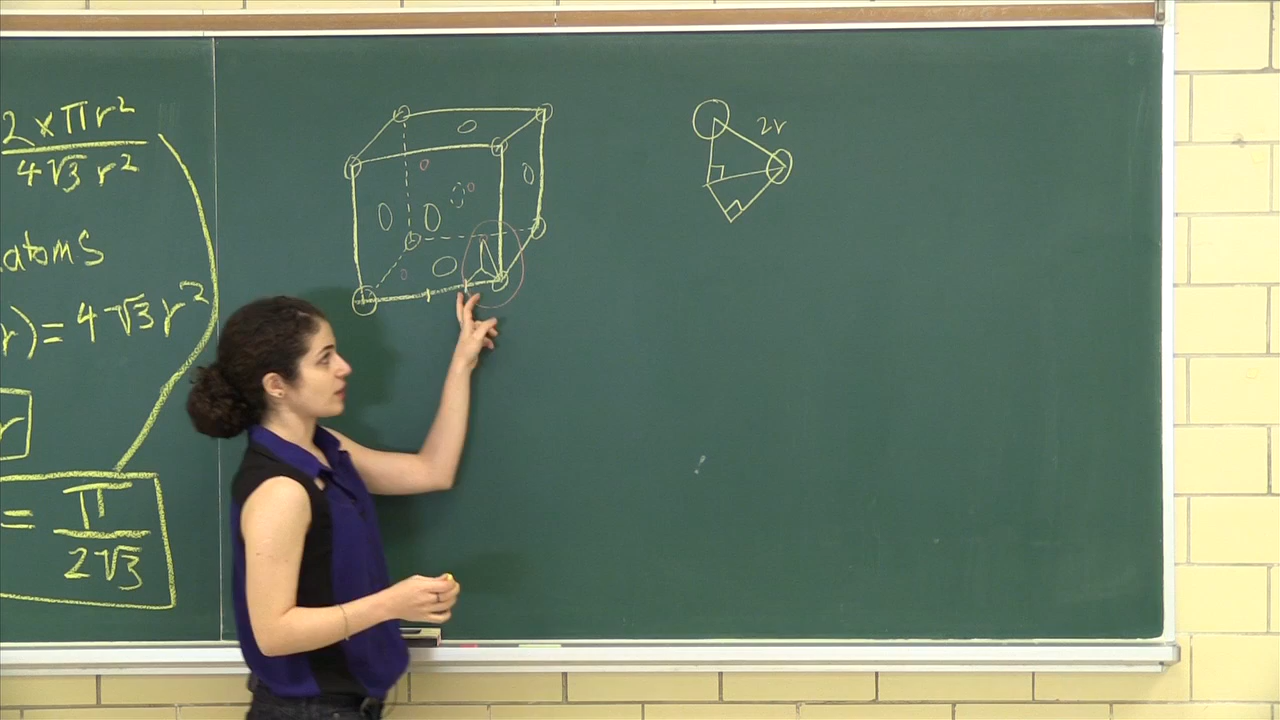 2×πr²
4√3 r²
atoms
r) = 4√3 r²
r
= π
2√3
2r